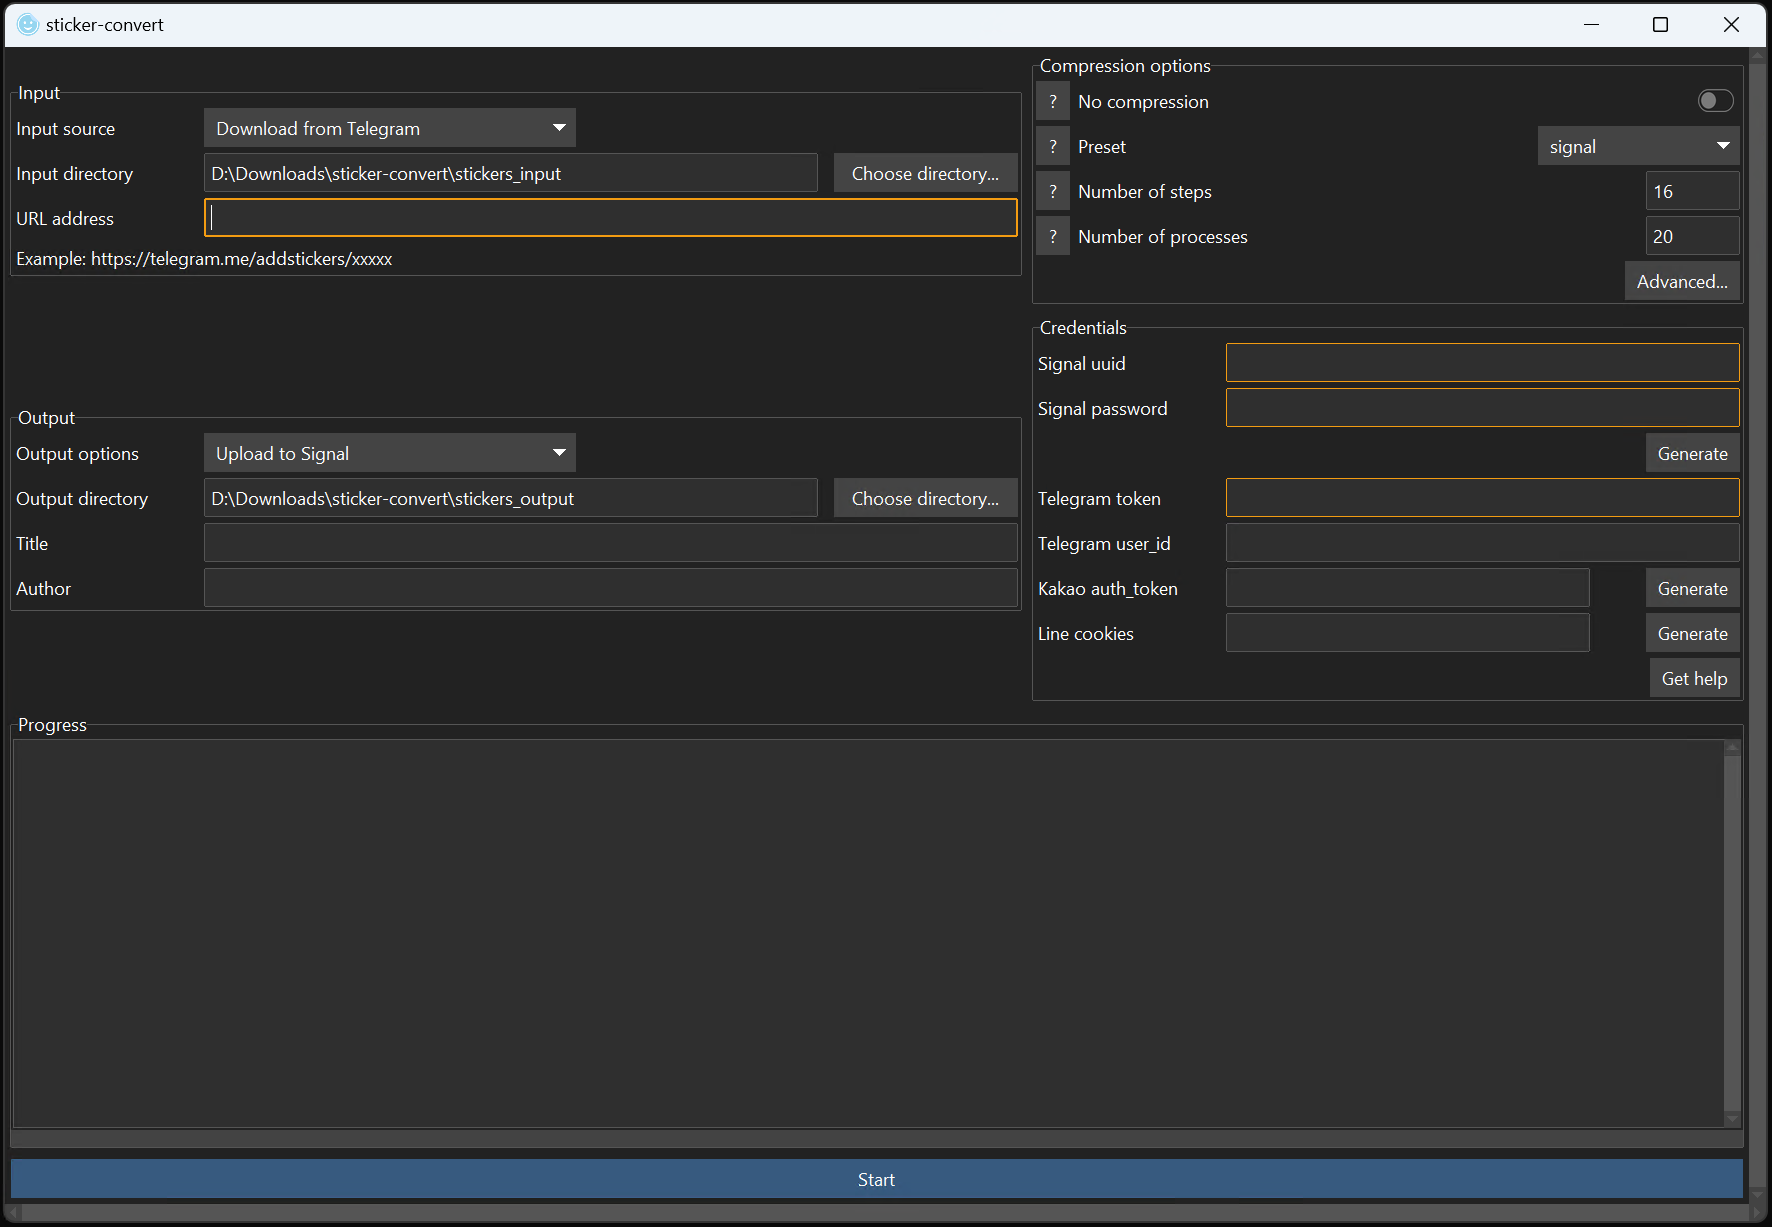 sticker-convert
Input
Input source
Download from Telegram
Input directory
D:\Downloads\sticker-convert\stickers_input
Choose directory...
URL address
Example: https://telegram.me/addstickers/xxxxx
Output
Output options
Upload to Signal
Output directory
D:\Downloads\sticker-convert\stickers_output
Choose directory...
Title
Author
Compression options
? No compression
? Preset
signal
? Number of steps
16
? Number of processes
20
Advanced...
Credentials
Signal uuid
Signal password
Generate
Telegram token
Telegram user_id
Kakao auth_token
Generate
Line cookies
Generate
Get help
Progress
Start